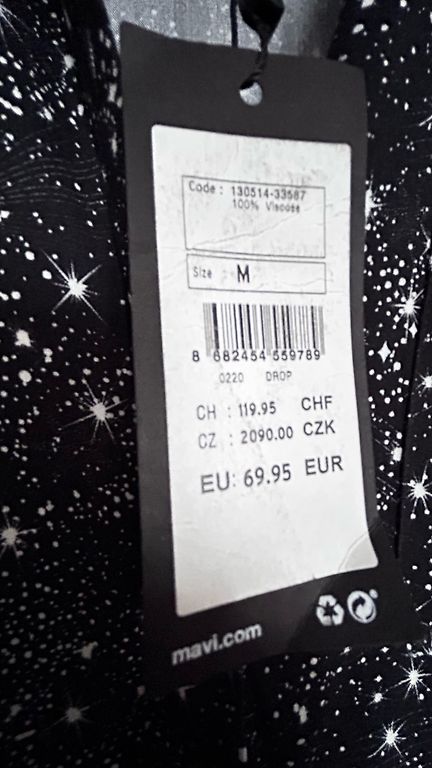 Code : 130514-33587
100% Viscose
Size : M
8 682454 559789
0220 DROP
CH : 119.95 CHF
CZ : 2090.00 CZK
EU: 69.95 EUR
mavi.com